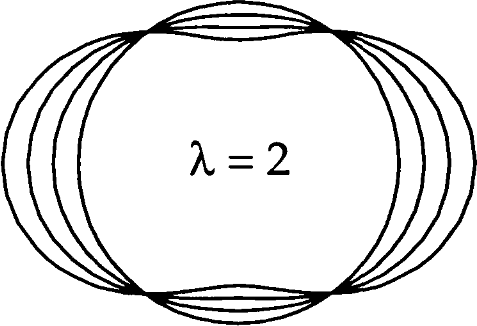 λ = 2